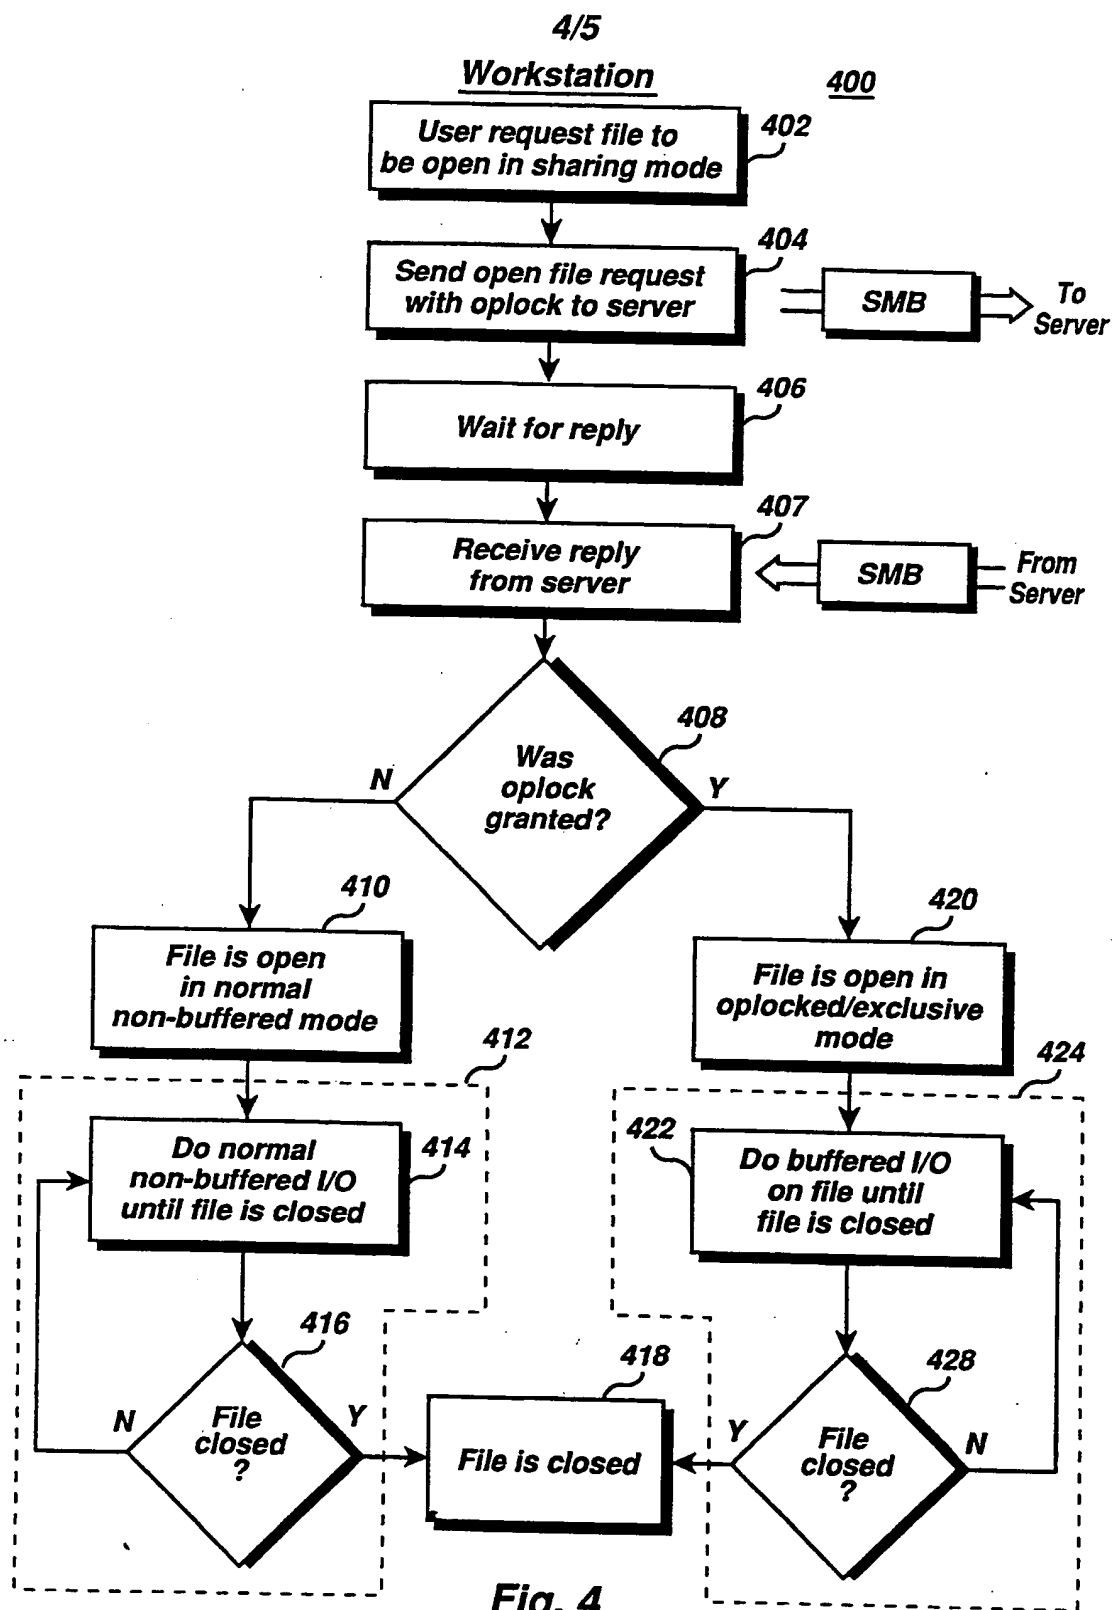 4/5
Workstation
400
User request file to
be open in sharing mode
402
Send open file request
with oplock to server
404
SMB
To
Server
Wait for reply
406
Receive reply
from server
407
SMB
From
Server
Was
oplock
granted?
408
N
Y
File is open
in normal
non-buffered mode
410
File is open in
oplocked/exclusive
mode
420
412
424
Do normal
non-buffered I/O
until file is closed
414
422
Do buffered I/O
on file until
file is closed
File
closed
?
416
N
Y
File is closed
418
File
closed
?
428
Y
N
Fig. 4